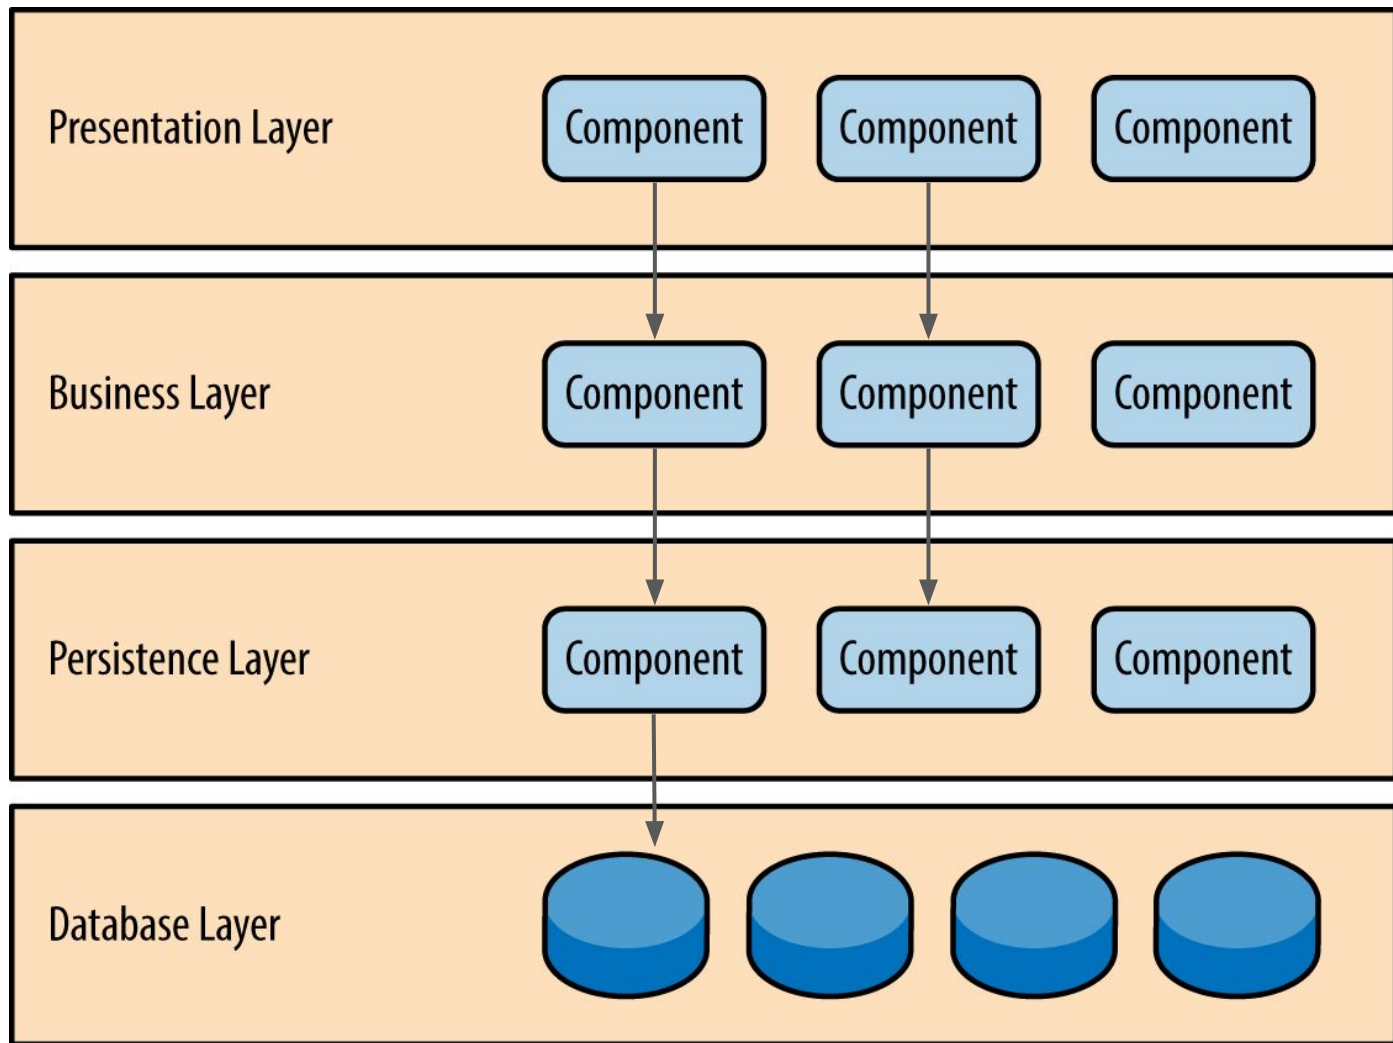 Presentation Layer
Component
Component
Component
Business Layer
Component
Component
Component
Persistence Layer
Component
Component
Component
Database Layer